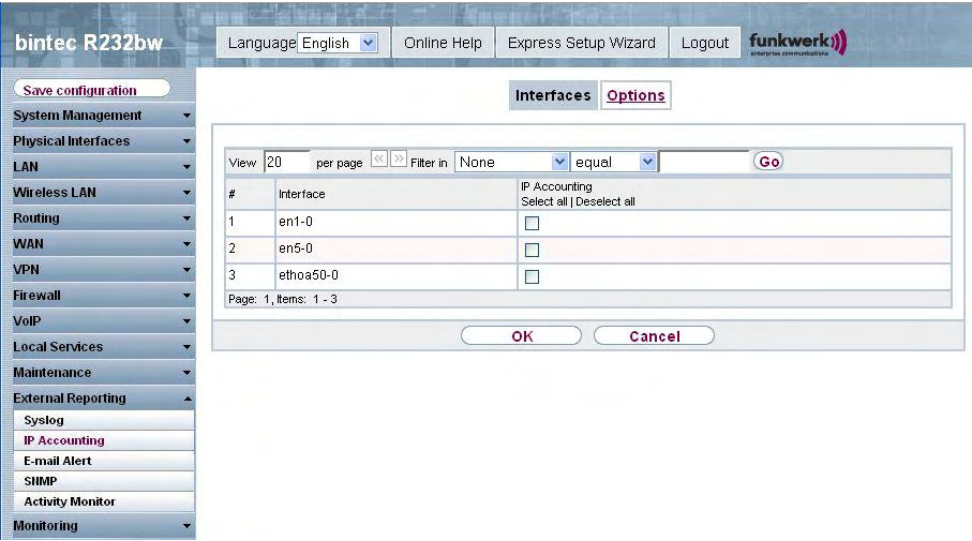 bintec R232bw
Language English Online Help Express Setup Wizard Logout funkwerk
enterprise communications
Save configuration
System Management
Physical Interfaces
LAN
Wireless LAN
Routing
WAN
VPN
Firewall
VoIP
Local Services
Maintenance
External Reporting
Syslog
IP Accounting
E-mail Alert
SNMP
Activity Monitor
Monitoring
Interfaces Options
View 20 per page << >> Filter in None equal Go
# Interface IP Accounting
Select all | Deselect all
1 en1-0
2 en5-0
3 ethoa50-0
Page: 1, Items: 1 - 3
OK Cancel